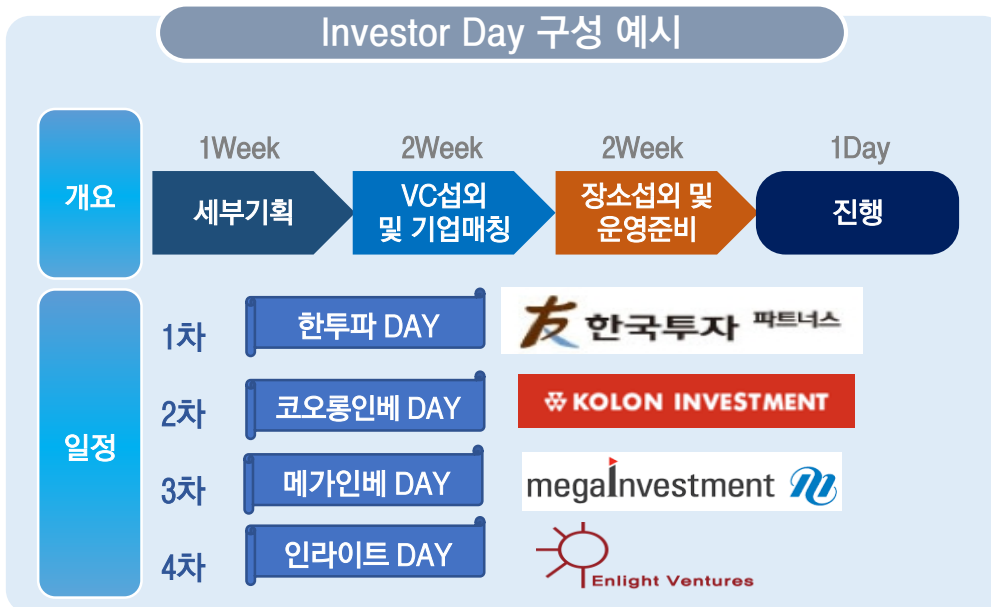 Investor Day 구성 예시
개요
1Week
2Week
2Week
1Day
세부기획
VC섭외
및 기업매칭
장소섭외 및
운영준비
진행
일정
1차
한투파 DAY
友 한국투자 파트너스
2차
코오롱인베 DAY
KOLON INVESTMENT
3차
메가인베 DAY
megaInvestment
4차
인라이트 DAY
Enlight Ventures